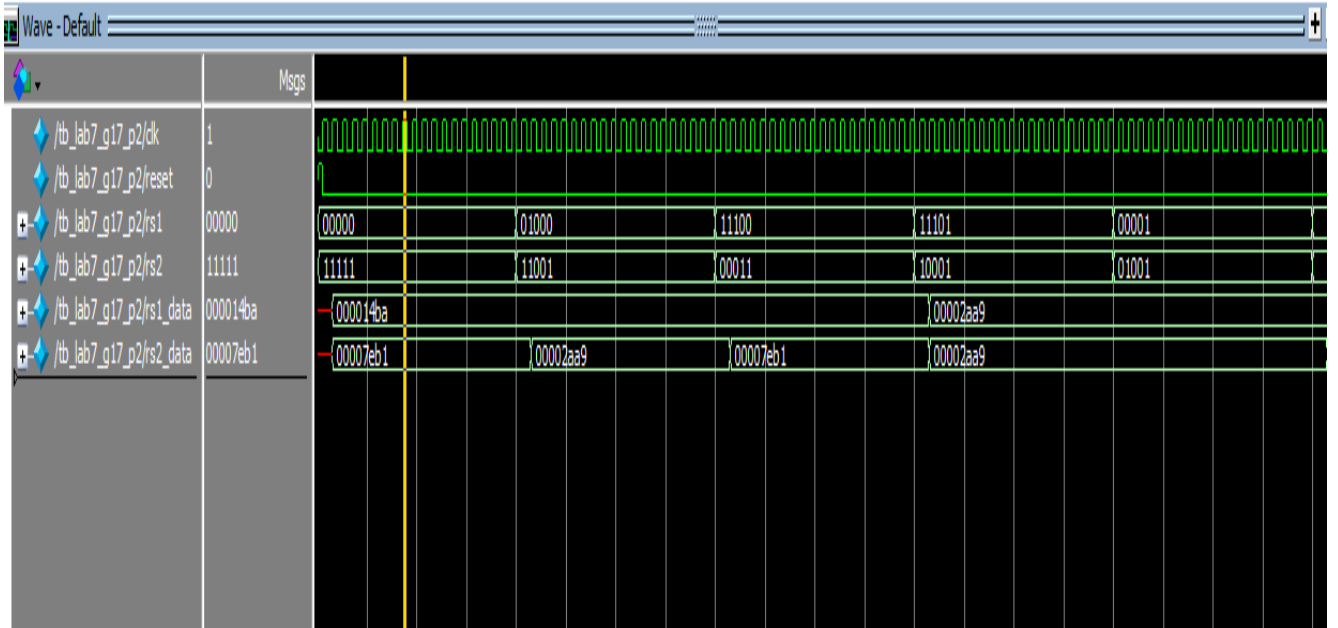 Wave - Default
Msgs
/tb_lab7_g17_p2/clk 1
/tb_lab7_g17_p2/reset 0
/tb_lab7_g17_p2/rs1 00000 00000 01000 11100 11101 00001
/tb_lab7_g17_p2/rs2 11111 11111 11001 00011 10001 01001
/tb_lab7_g17_p2/rs1_data 000014ba 000014ba 00002aa9
/tb_lab7_g17_p2/rs2_data 00007eb1 00007eb1 00002aa9 00007eb1 00002aa9